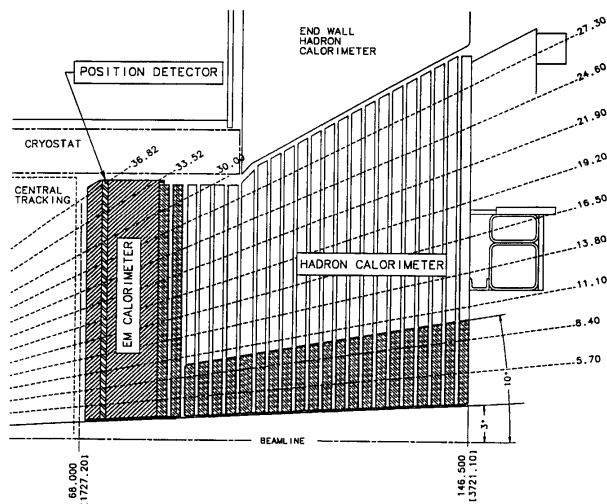 END WALL
HADRON
CALORIMETER
27.30
POSITION DETECTOR
24.60
21.90
CRYOSTAT
36.82
33.52
30.00
19.20
CENTRAL
TRACKING
16.50
13.80
EM CALORIMETER
HADRON CALORIMETER
11.10
8.40
5.70
10°
3°
BEAMLINE
68.000
[1727.20]
146.500
[3721.10]